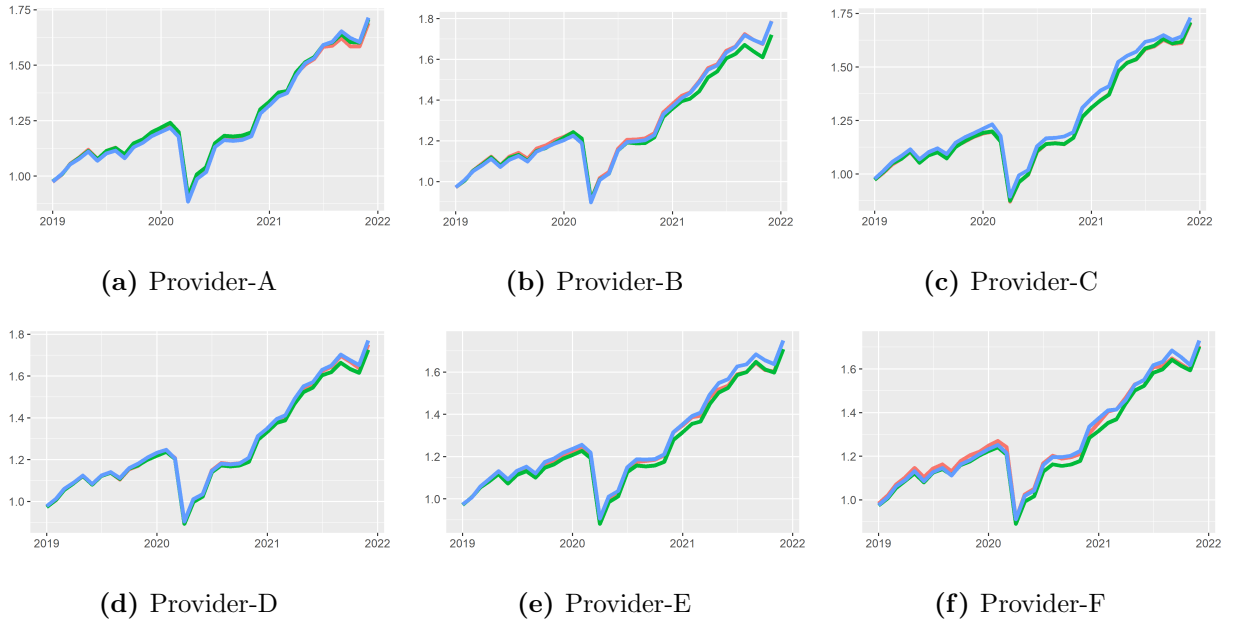 1.75
1.50
1.25
1.00
2019 2020 2021 2022
(a) Provider-A
1.8
1.6
1.4
1.2
1.0
2019 2020 2021 2022
(b) Provider-B
1.75
1.50
1.25
1.00
2019 2020 2021 2022
(c) Provider-C
1.8
1.6
1.4
1.2
1.0
2019 2020 2021 2022
(d) Provider-D
1.6
1.4
1.2
1.0
2019 2020 2021 2022
(e) Provider-E
1.6
1.4
1.2
1.0
2019 2020 2021 2022
(f) Provider-F